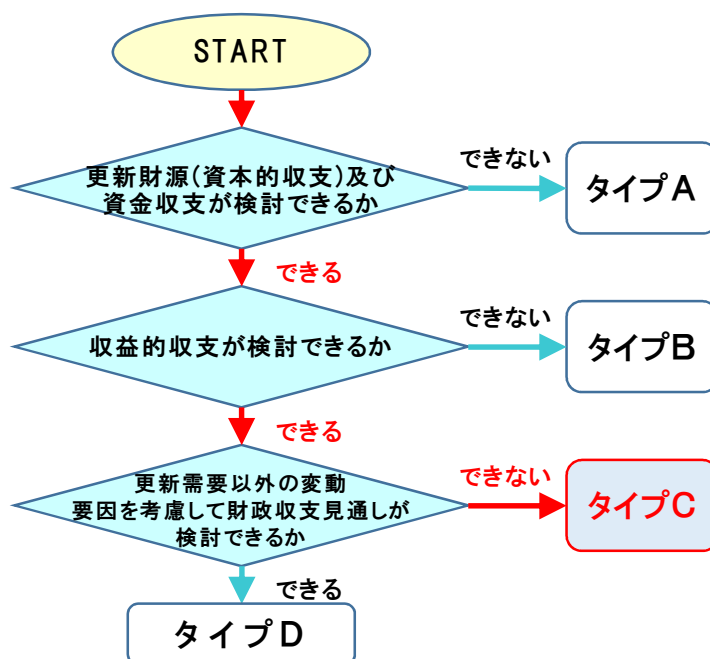 START
更新財源(資本的収支)及び
資金収支が検討できるか
できない
タイプA
できる
収益的収支が検討できるか
できない
タイプB
できる
更新需要以外の変動
要因を考慮して財政収支見通しが
検討できるか
できない
タイプC
できる
タイプD